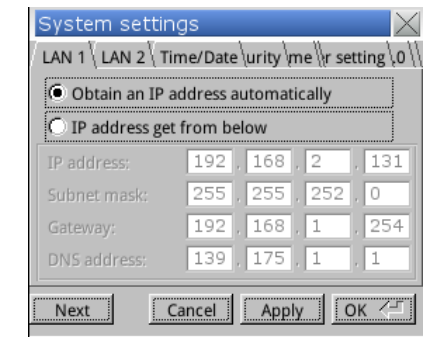 System settings
LAN 1 LAN 2 Time/Date urity me r setting .0
Obtain an IP address automatically
IP address get from below
IP address: 192 . 168 . 2 . 131
Subnet mask: 255 . 255 . 252 . 0
Gateway: 192 . 168 . 1 . 254
DNS address: 139 . 175 . 1 . 1
Next Cancel Apply OK